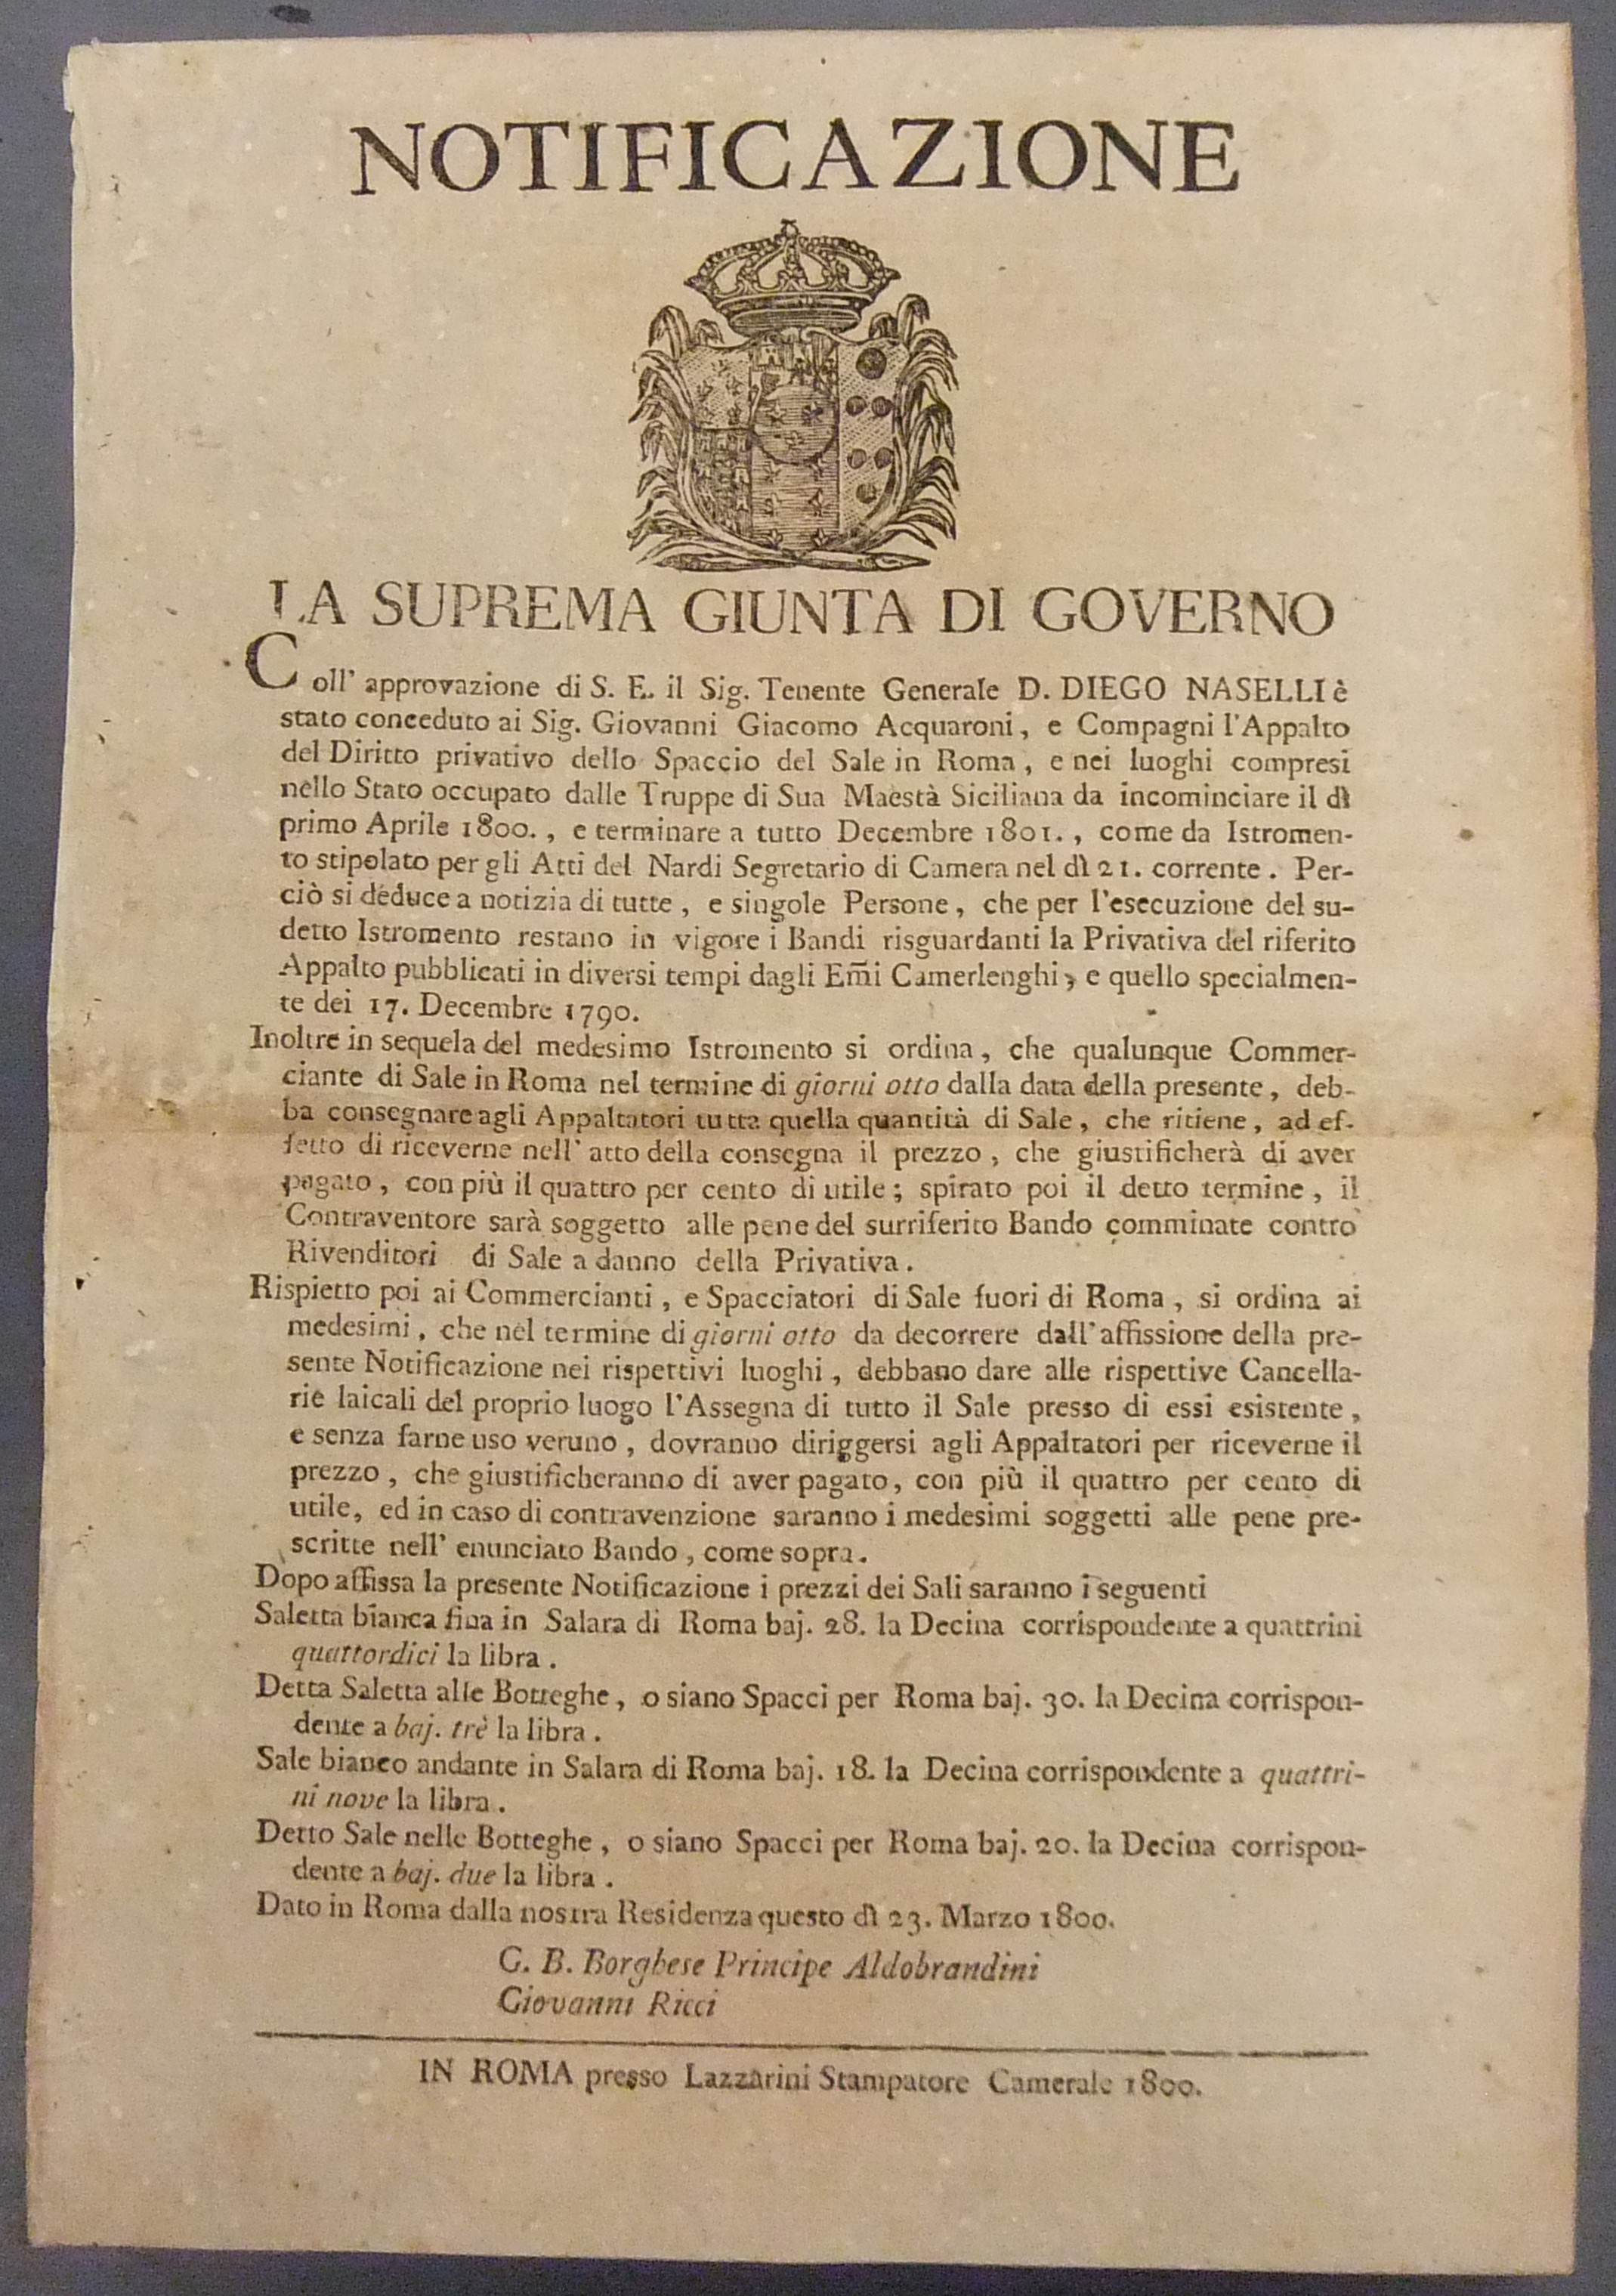 NOTIFICAZIONE
LA SUPREMA GIUNTA DI GOVERNO
Coll' approvazione di S. E. il Sig. Tenente Generale D. DIEGO NASELLI è
stato conceduto ai Sig. Giovanni Giacomo Acquaroni, e Compagni l'Appalto
del Diritto privativo dello Spaccio del Sale in Roma, e nei luoghi compresi
nello Stato occupato dalle Truppe di Sua Maestà Siciliana da incominciare il dì
primo Aprile 1800., e terminare a tutto Decembre 1801., come da Istromen-
to stipolato per gli Atti del Nardi Segretario di Camera nel dì 21. corrente. Per-
ciò si deduce a notizia di tutte, e singole Persone, che per l'esecuzione del su-
detto Istromento restano in vigore i Bandi risguardanti la Privativa del riferito
Appalto pubblicati in diversi tempi dagli Em̃i Camerlenghi, e quello specialmen-
te dei 17. Decembre 1790.
Inoltre in sequela del medesimo Istromento si ordina, che qualunque Commer-
ciante di Sale in Roma nel termine di giorni otto dalla data della presente, deb-
ba consegnare agli Appaltatori tutta quella quantità di Sale, che ritiene, ad ef-
fetto di riceverne nell' atto della consegna il prezzo, che giustificherà di aver
pagato, con più il quattro per cento di utile; spirato poi il detto termine, il
Contraventore sarà soggetto alle pene del surriferito Bando comminate contro
Rivenditori di Sale a danno della Privativa.
Rispetto poi ai Commercianti, e Spacciatori di Sale fuori di Roma, si ordina ai
medesimi, che nel termine di giorni otto da decorrere dall'affissione della pre-
sente Notificazione nei rispettivi luoghi, debbano dare alle rispettive Cancella-
rie laicali del proprio luogo l'Assegna di tutto il Sale presso di essi esistente,
e senza farne uso veruno, dovranno diriggersi agli Appaltatori per riceverne il
prezzo, che giustificheranno di aver pagato, con più il quattro per cento di
utile, ed in caso di contravenzione saranno i medesimi soggetti alle pene pre-
scritte nell' enunciato Bando, come sopra.
Dopo affissa la presente Notificazione i prezzi dei Sali saranno i seguenti
Saletta bianca fina in Salara di Roma baj. 28. la Decina corrispondente a quattrini
quattordici la libra.
Detta Saletta alle Botteghe, o siano Spacci per Roma baj. 30. la Decina corrispon-
dente a baj. trè la libra.
Sale bianco andante in Salara di Roma baj. 18. la Decina corrispondente a quattri-
ni nove la libra.
Detto Sale nelle Botteghe, o siano Spacci per Roma baj. 20. la Decina corrispon-
dente a baj. due la libra.
Dato in Roma dalla nostra Residenza questo dì 23. Marzo 1800.
G. B. Borghese Principe Aldobrandini
Giovanni Ricci
IN ROMA presso Lazzarini Stampatore Camerale 1800.